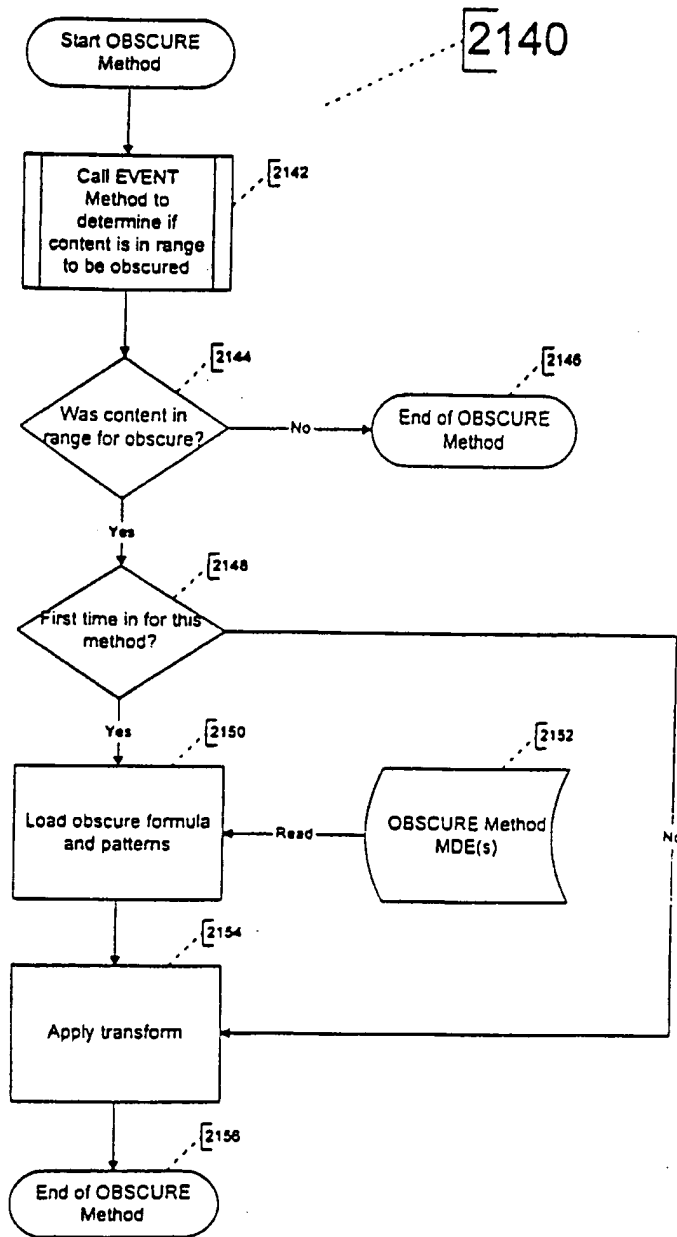 Start OBSCURE
Method
2140
Call EVENT
Method to
determine if
content is in range
to be obscured
2142
2144
Was content in
range for obscure?
No
2146
End of OBSCURE
Method
Yes
2148
First time in for this
method?
Yes
2150
Load obscure formula
and patterns
Read
2152
OBSCURE Method
MDE(s)
No
2154
Apply transform
2156
End of OBSCURE
Method